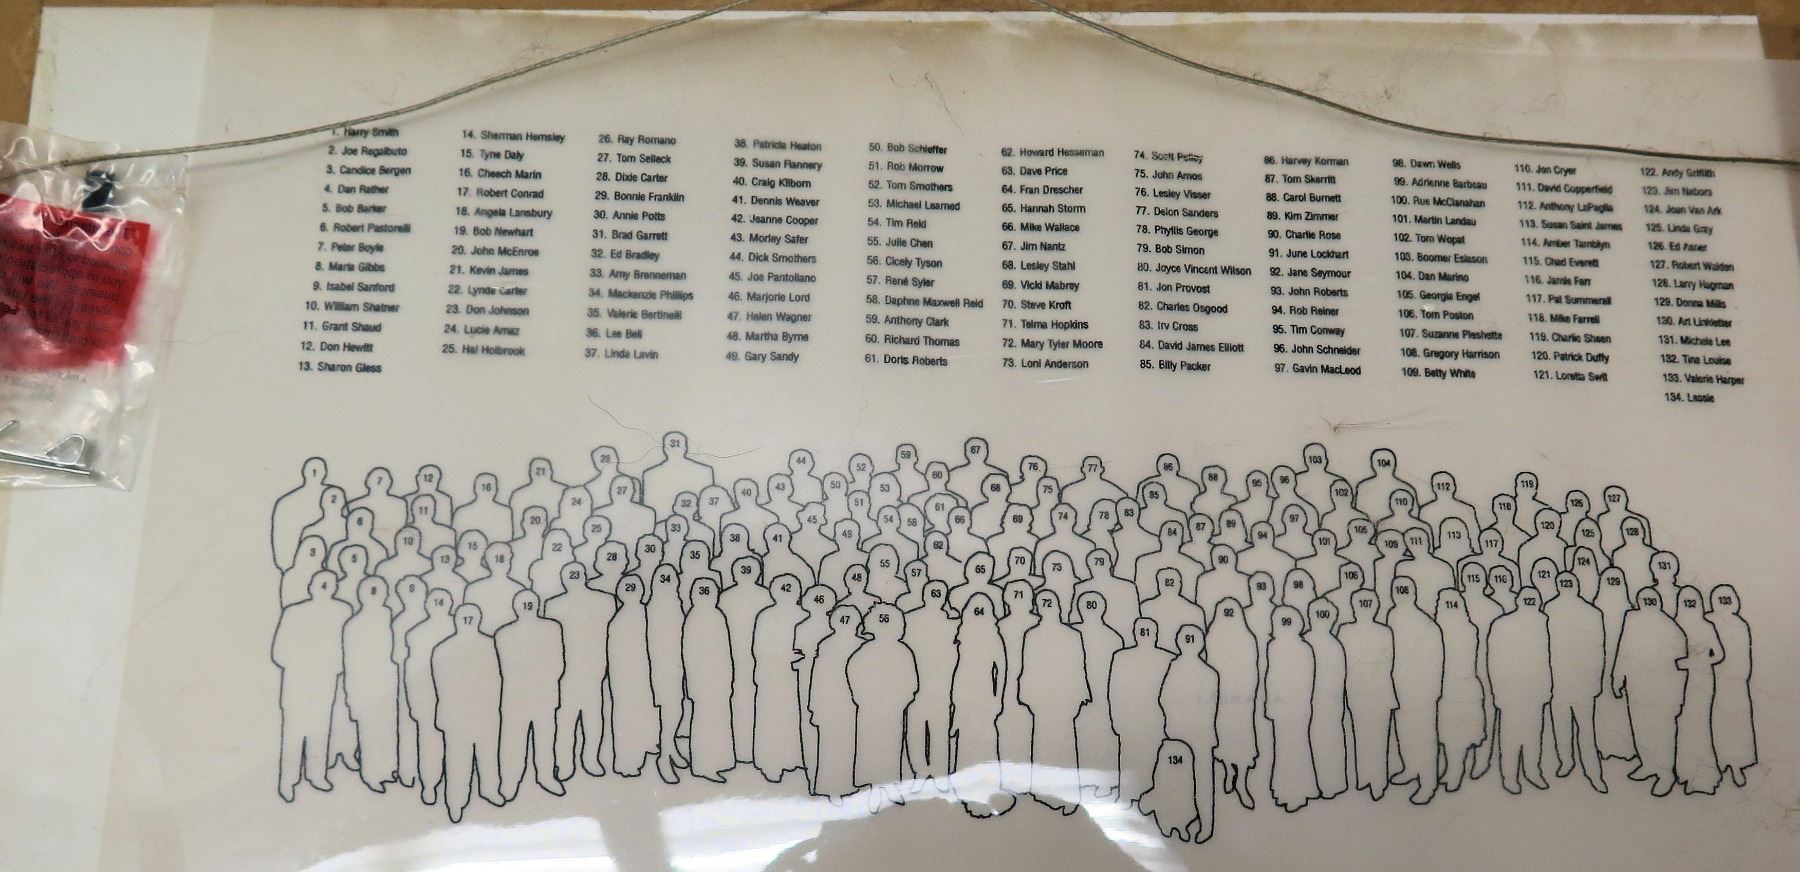 1. Harry Smith
2. Joe Regalbuto
3. Candice Bergen
4. Dan Rather
5. Bob Barker
6. Robert Pastorelli
7. Peter Boyle
8. Marla Gibbs
9. Isabel Sanford
10. William Shatner
11. Grant Shaud
12. Don Hewitt
13. Sharon Gless
14. Sherman Hemsley
15. Tyne Daly
16. Cheech Marin
17. Robert Conrad
18. Angela Lansbury
19. Bob Newhart
20. John McEnroe
21. Kevin James
22. Lynda Carter
23. Don Johnson
24. Lucie Arnaz
25. Hal Holbrook
26. Ray Romano
27. Tom Selleck
28. Dixie Carter
29. Bonnie Franklin
30. Annie Potts
31. Brad Garrett
32. Ed Bradley
33. Amy Brenneman
34. Mackenzie Phillips
35. Valerie Bertinelli
36. Lee Bell
37. Linda Lavin
38. Patricia Heaton
39. Susan Flannery
40. Craig Kilborn
41. Dennis Weaver
42. Jeanne Cooper
43. Morley Safer
44. Dick Smothers
45. Joe Pantoliano
46. Marjorie Lord
47. Helen Wagner
48. Martha Byrne
49. Gary Sandy
50. Bob Schieffer
51. Rob Morrow
52. Tom Smothers
53. Michael Learned
54. Tim Reid
55. Julie Chen
56. Cicely Tyson
57. René Syler
58. Daphne Maxwell Reid
59. Anthony Clark
60. Richard Thomas
61. Doris Roberts
62. Howard Hesseman
63. Dave Price
64. Fran Drescher
65. Hannah Storm
66. Mike Wallace
67. Jim Nantz
68. Lesley Stahl
69. Vicki Mabrey
70. Steve Kroft
71. Telma Hopkins
72. Mary Tyler Moore
73. Loni Anderson
74. Scott Pelley
75. John Amos
76. Lesley Visser
77. Deion Sanders
78. Phyllis George
79. Bob Simon
80. Joyce Vincent Wilson
81. Jon Provost
82. Charles Osgood
83. Irv Cross
84. David James Elliott
85. Billy Packer
86. Harvey Korman
87. Tom Skerritt
88. Carol Burnett
89. Kim Zimmer
90. Charlie Rose
91. June Lockhart
92. Jane Seymour
93. John Roberts
94. Rob Reiner
95. Tim Conway
96. John Schneider
97. Gavin MacLeod
98. Dawn Wells
99. Adrienne Barbeau
100. Rue McClanahan
101. Martin Landau
102. Tom Wopat
103. Boomer Esiason
104. Dan Marino
105. Georgia Engel
106. Tom Poston
107. Suzanne Pleshette
108. Gregory Harrison
109. Betty White
110. Jon Cryer
111. David Copperfield
112. Anthony LaPaglia
113. Susan Saint James
114. Amber Tamblyn
115. Chad Everett
116. Jamie Farr
117. Pat Summerall
118. Mike Farrell
119. Charlie Sheen
120. Patrick Duffy
121. Loretta Swit
122. Andy Griffith
123. Jim Nabors
124. Joan Van Ark
125. Linda Gray
126. Ed Asner
127. Robert Walden
128. Larry Hagman
129. Donna Mills
130. Art Linkletter
131. Michele Lee
132. Tina Louise
133. Valerie Harper
134. Lassie